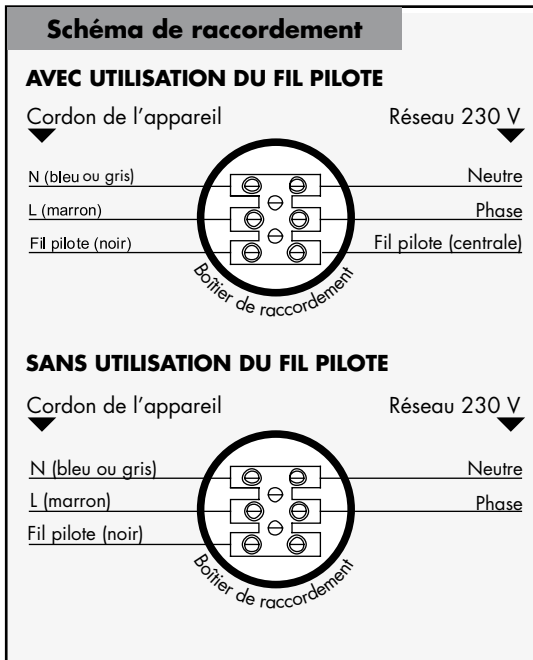 Schéma de raccordement
AVEC UTILISATION DU FIL PILOTE
Cordon de l'appareil Réseau 230 V
N (bleu ou gris) Neutre
L (marron) Phase
Fil pilote (noir) Fil pilote (centrale)
Boîtier de raccordement
SANS UTILISATION DU FIL PILOTE
Cordon de l'appareil Réseau 230 V
N (bleu ou gris) Neutre
L (marron) Phase
Fil pilote (noir)
Boîtier de raccordement